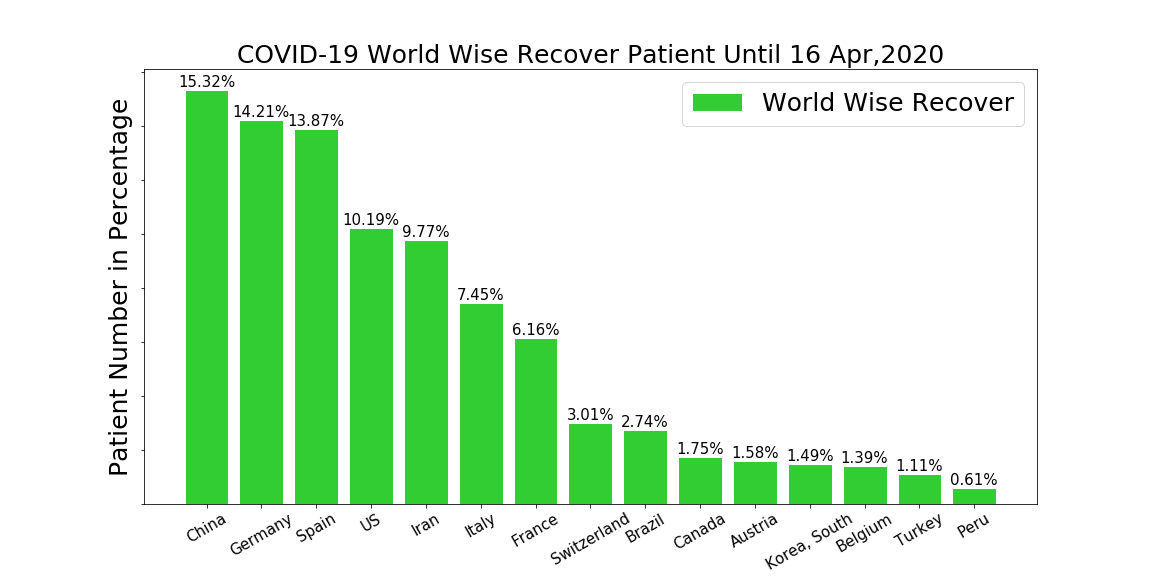 COVID-19 World Wise Recover Patient Until 16 Apr,2020
World Wise Recover
Patient Number in Percentage
15.32%
14.21%
13.87%
10.19%
9.77%
7.45%
6.16%
3.01%
2.74%
1.75%
1.58%
1.49%
1.39%
1.11%
0.61%
China
Germany
Spain
US
Iran
Italy
France
Switzerland
Brazil
Canada
Austria
Korea, South
Belgium
Turkey
Peru